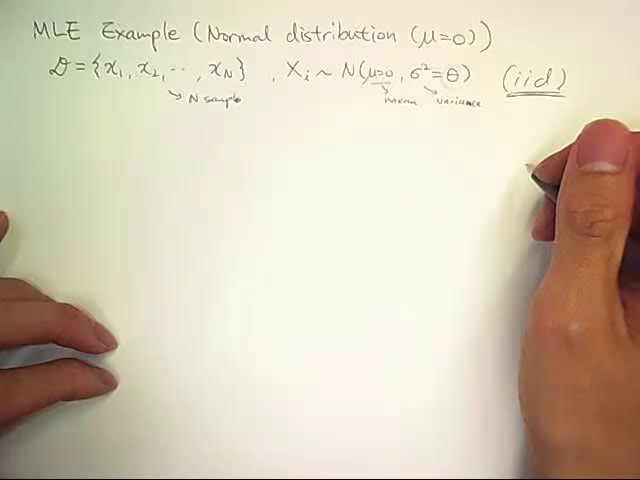 MLE Example (Normal distribution (μ=0))
D = {x₁, x₂, ..., x_N} , Xᵢ ~ N(μ=0, σ²=θ) (iid)
↘ N sample ↘ mean ↘ variance